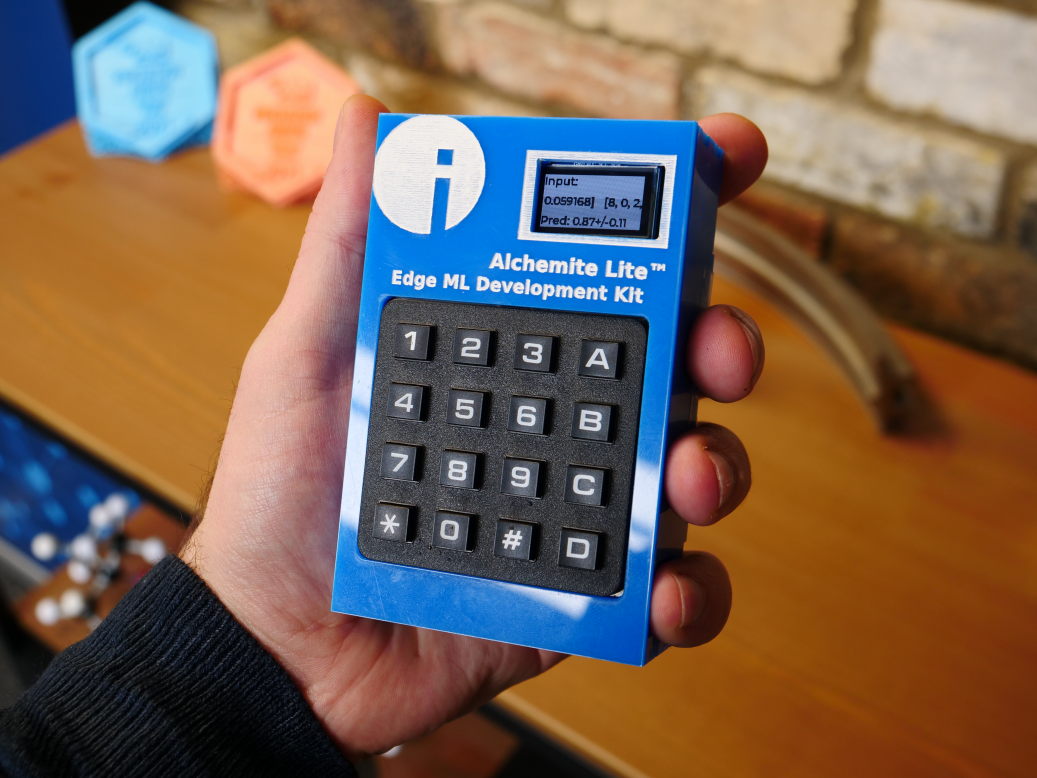 i
Input:
0.059168] [8, 0, 2,
Pred: 0.87+/-0.11
Alchemite Lite™
Edge ML Development Kit
1 2 3 A
4 5 6 B
7 8 9 C
* 0 # D